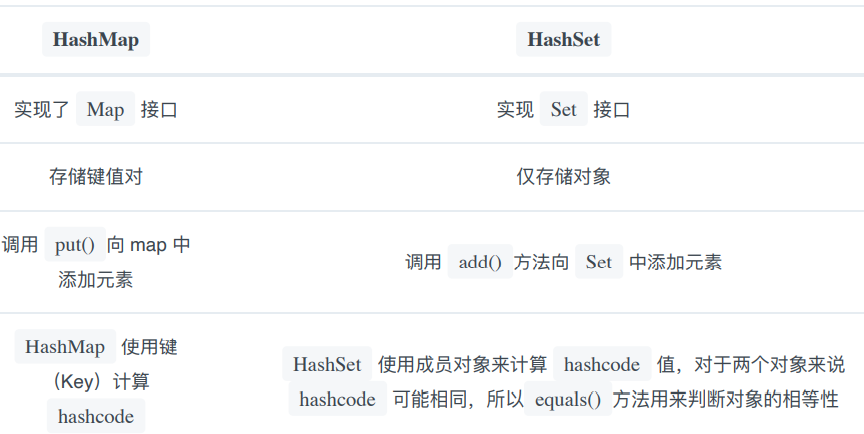 HashMap HashSet
实现了 Map 接口 实现 Set 接口
存储键值对 仅存储对象
调用 put() 向 map 中
添加元素
调用 add() 方法向 Set 中添加元素
HashMap 使用键
（Key）计算
hashcode
HashSet 使用成员对象来计算 hashcode 值，对于两个对象来说
hashcode 可能相同，所以 equals() 方法用来判断对象的相等性